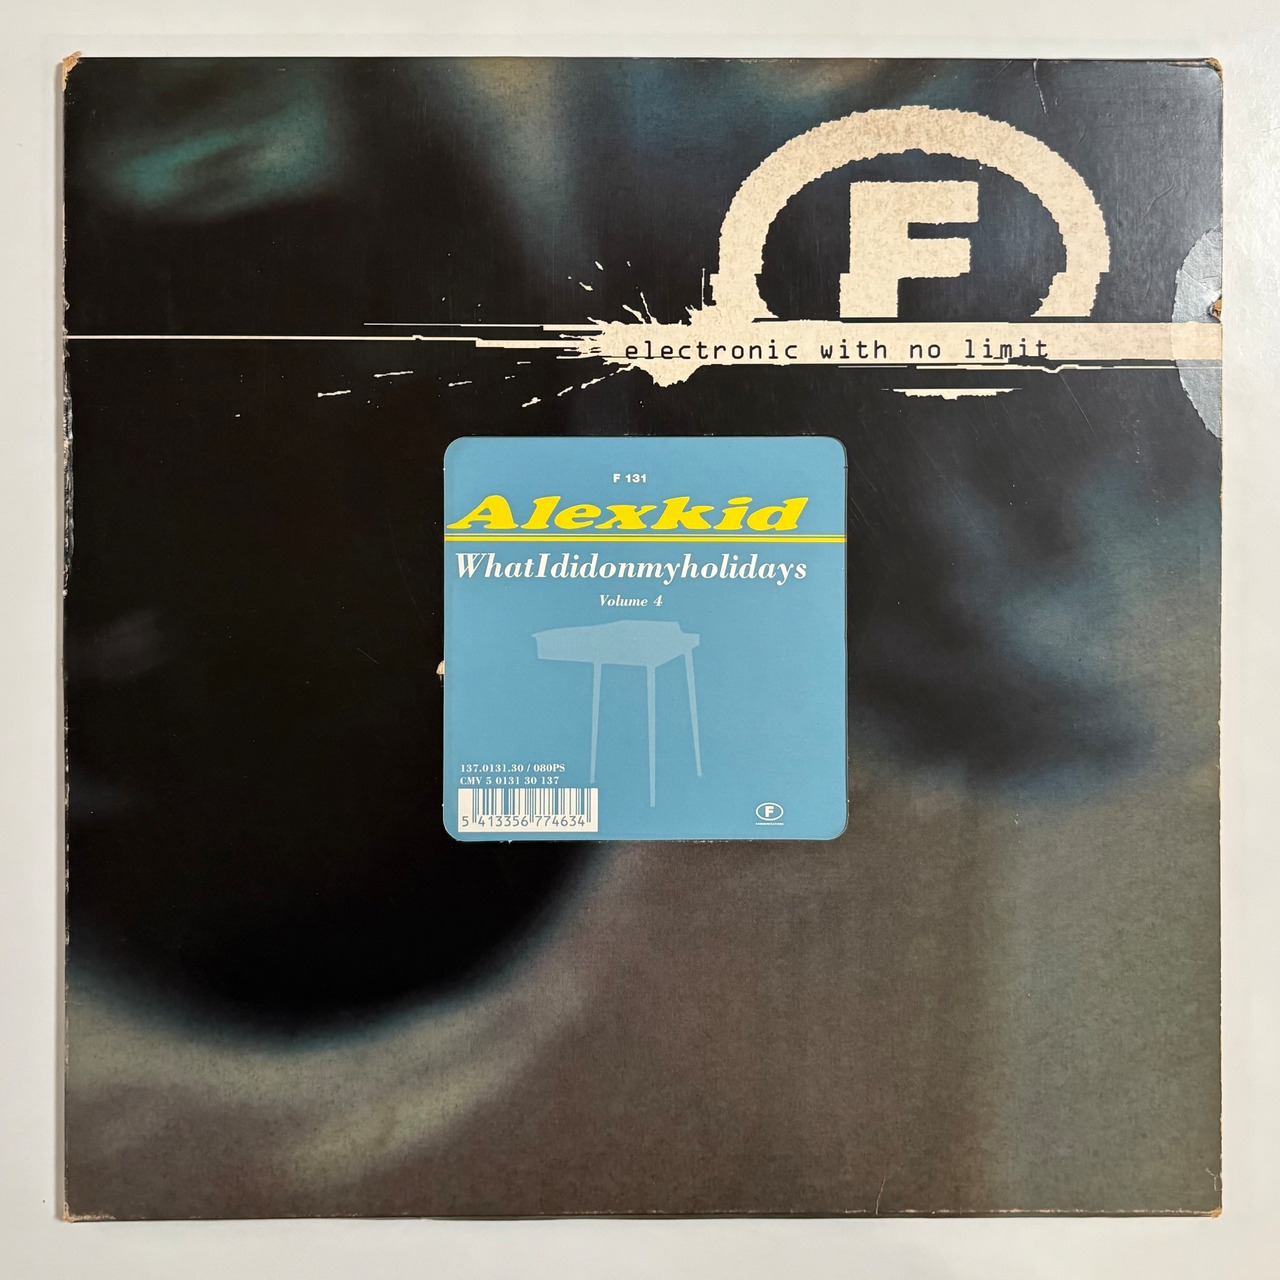 F
electronic with no limit
F 131
Alexkid
WhatIdidonmyholidays
Volume 4
137.0131.30 / 080PS
CMV 5 0131 30 137
5 413356 774634
F